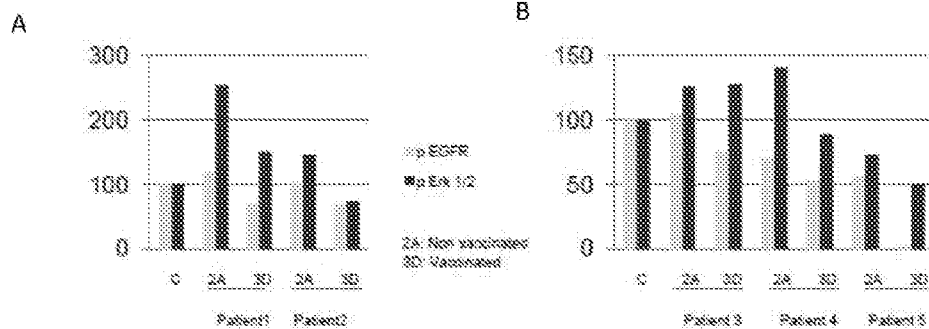 A
300
200
100
0
C 2A 3D 2A 3D
Patient1 Patient2
p EGFR
p Erk 1/2
2A: Non vaccinated
3D: Vaccinated
B
150
100
50
0
C 2A 3D 2A 3D 2A 3D
Patient 3 Patient 4 Patient 5